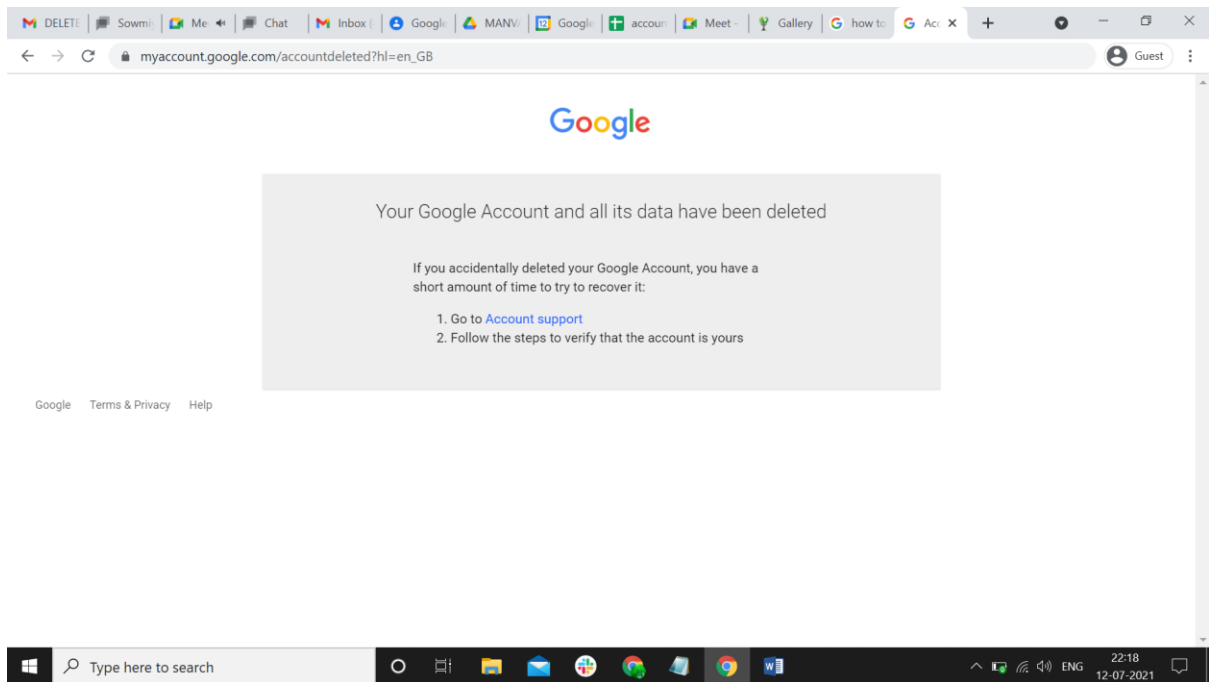 DELETE
Sowmi
Me
Chat
Inbox (
Google
MANV
12
Google
accoun
Meet -
Gallery
how to
Acc
myaccount.google.com/accountdeleted?hl=en_GB
Guest
Google
Your Google Account and all its data have been deleted
If you accidentally deleted your Google Account, you have a
short amount of time to try to recover it:
1. Go to Account support
2. Follow the steps to verify that the account is yours
Google Terms & Privacy Help
Type here to search
ENG
22:18
12-07-2021